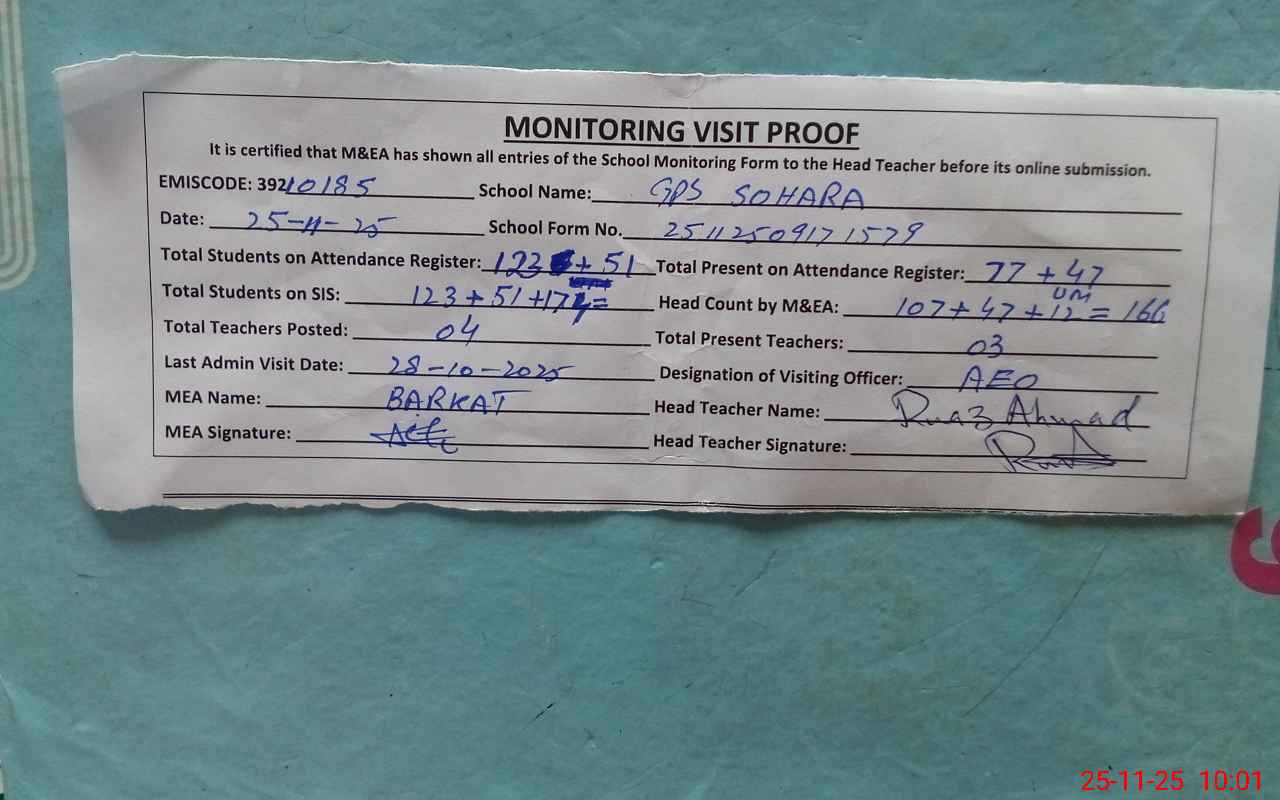 MONITORING VISIT PROOF
It is certified that M&EA has shown all entries of the School Monitoring Form to the Head Teacher before its online submission.
EMISCODE: 39210185 School Name: GPS SOHARA
Date: 25-11-25 School Form No. 25112509171579
Total Students on Attendance Register: 123 + 51 Total Present on Attendance Register: 77 + 47
Total Students on SIS: 123+51+174= Head Count by M&EA: 107+47+12 UM = 166
Total Teachers Posted: 04 Total Present Teachers: 03
Last Admin Visit Date: 28-10-2025 Designation of Visiting Officer: AEO
MEA Name: BARKAT Head Teacher Name: Ahmad
MEA Signature: Head Teacher Signature:
25-11-25 10:01